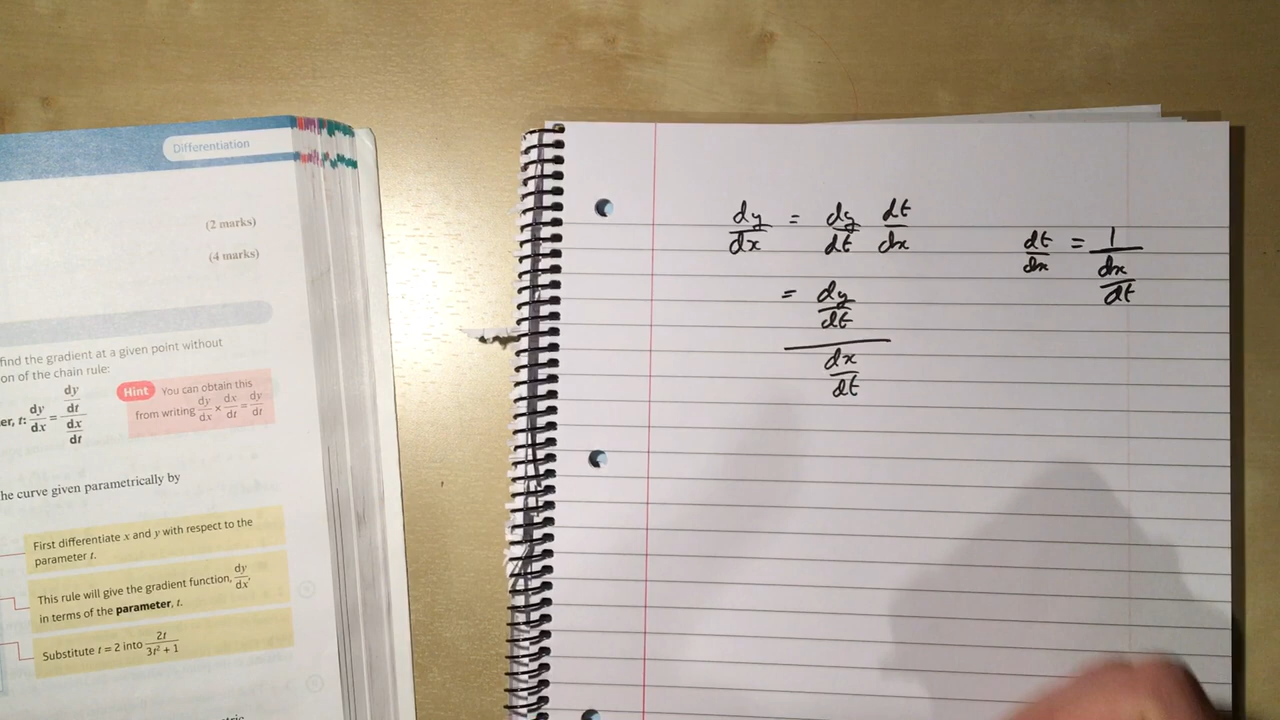 Differentiation
(2 marks)
(4 marks)
find the gradient at a given point without
on of the chain rule:
er, t: dy/dx = (dy/dt)/(dx/dt)
Hint You can obtain this
from writing dy/dx × dx/dt = dy/dt
he curve given parametrically by
First differentiate x and y with respect to the
parameter t.
This rule will give the gradient function, dy/dx,
in terms of the parameter, t.
Substitute t = 2 into 2t/(3t² + 1)
dy/dx = dy/dt dt/dx
= (dy/dt)/(dx/dt)
dt/dx = 1/(dx/dt)